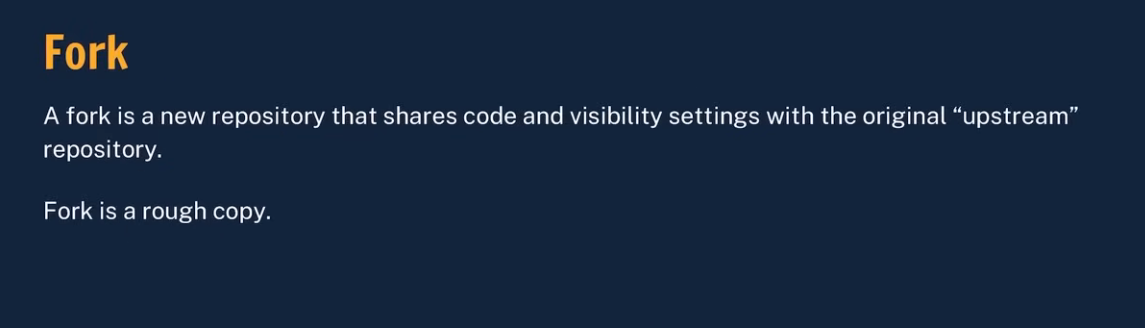 Fork
A fork is a new repository that shares code and visibility settings with the original “upstream”
repository.
Fork is a rough copy.